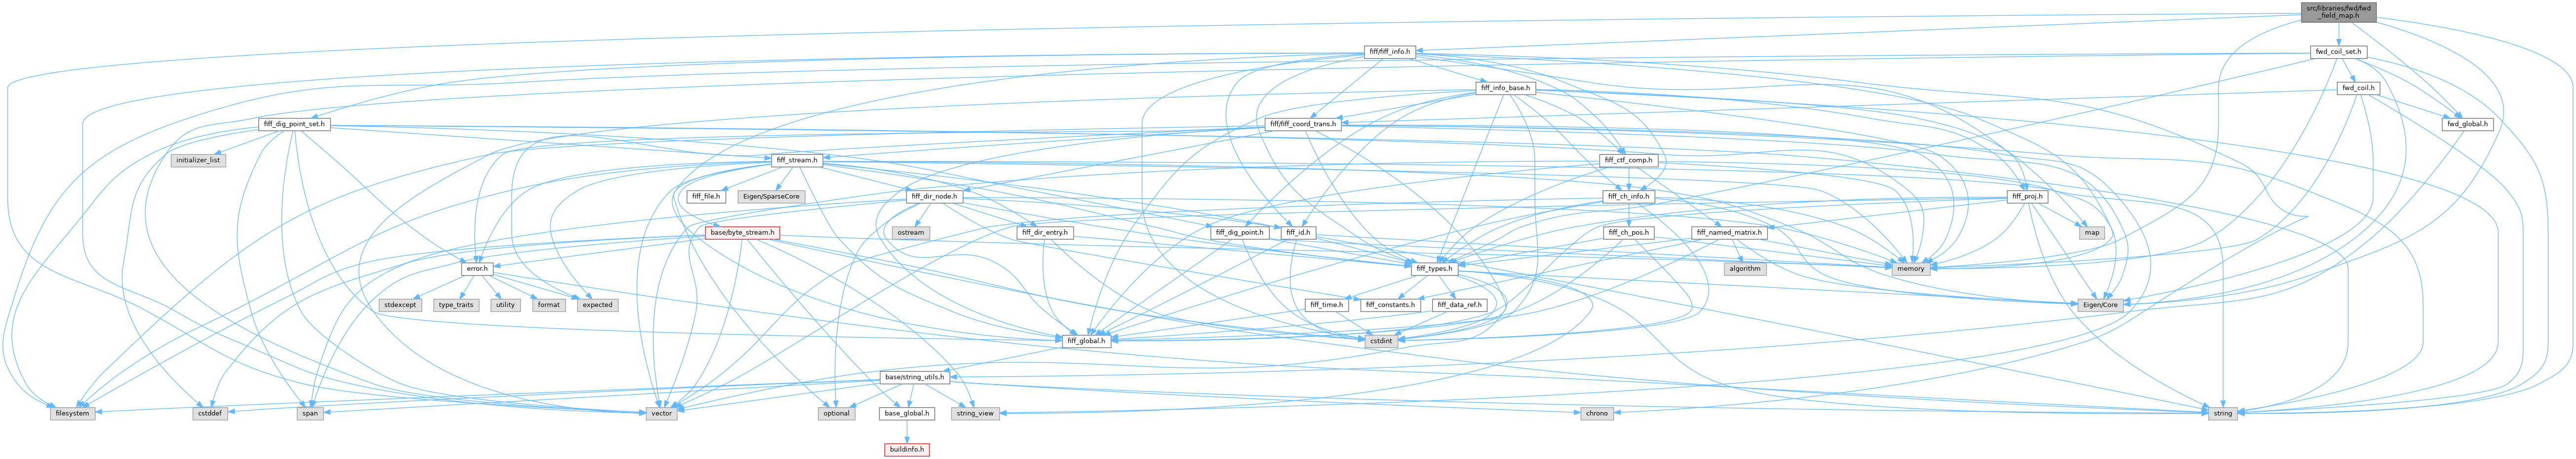 src/libraries/fwd/fwd
_field_map.h
fiff/fiff_info.h
fwd_coil_set.h
fiff_info_base.h
fwd_coil.h
fiff_dig_point_set.h
fiff/fiff_coord_trans.h
fwd_global.h
initializer_list
fiff_stream.h
fiff_ctf_comp.h
fiff_file.h
Eigen/SparseCore
fiff_dir_node.h
fiff_ch_info.h
fiff_proj.h
base/byte_stream.h
ostream
fiff_dir_entry.h
fiff_dig_point.h
fiff_id.h
fiff_ch_pos.h
fiff_named_matrix.h
map
error.h
fiff_types.h
algorithm
memory
stdexcept
type_traits
utility
format
expected
fiff_time.h
fiff_constants.h
fiff_data_ref.h
Eigen/Core
fiff_global.h
cstdint
base/string_utils.h
filesystem
cstddef
span
vector
optional
base_global.h
string_view
chrono
string
buildinfo.h